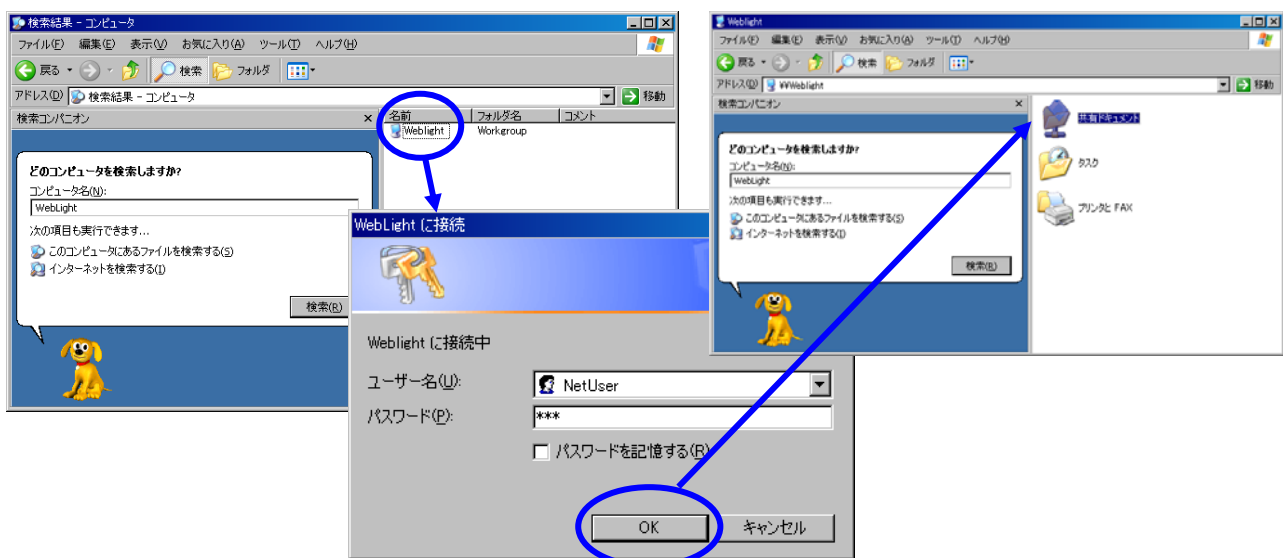 検索結果 - コンピュータ
ファイル(F) 編集(E) 表示(V) お気に入り(A) ツール(T) ヘルプ(H)
戻る 検索 フォルダ
アドレス(D) 検索結果 - コンピュータ 移動
検索コンパニオン
名前 フォルダ名 コメント
Weblight Workgroup
どのコンピュータを検索しますか?
コンピュータ名(N):
WebLight
次の項目も実行できます...
このコンピュータにあるファイルを検索する(S)
インターネットを検索する(I)
検索(R)
WebLight に接続
Weblight に接続中
ユーザー名(U):
NetUser
パスワード(P):
***
パスワードを記憶する(R)
OK
キャンセル
Weblight
ファイル(F) 編集(E) 表示(V) お気に入り(A) ツール(T) ヘルプ(H)
戻る 検索 フォルダ
アドレス(D) ¥¥Weblight 移動
検索コンパニオン
どのコンピュータを検索しますか?
コンピュータ名(N):
WebLight
次の項目も実行できます...
このコンピュータにあるファイルを検索する(S)
インターネットを検索する(I)
検索(R)
共有ドキュメント
タスク
プリンタと FAX